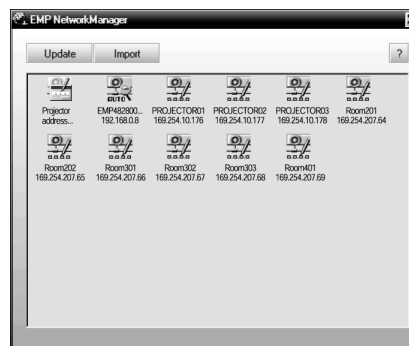 EMP NetworkManager
Update Import ?
Projector address...
AUTO
EMP482800... 192.168.0.8
PROJECTOR01 169.254.10.176
PROJECTOR02 169.254.10.177
PROJECTOR03 169.254.10.178
Room201 169.254.207.64
Room202 169.254.207.65
Room301 169.254.207.66
Room302 169.254.207.67
Room303 169.254.207.68
Room401 169.254.207.69